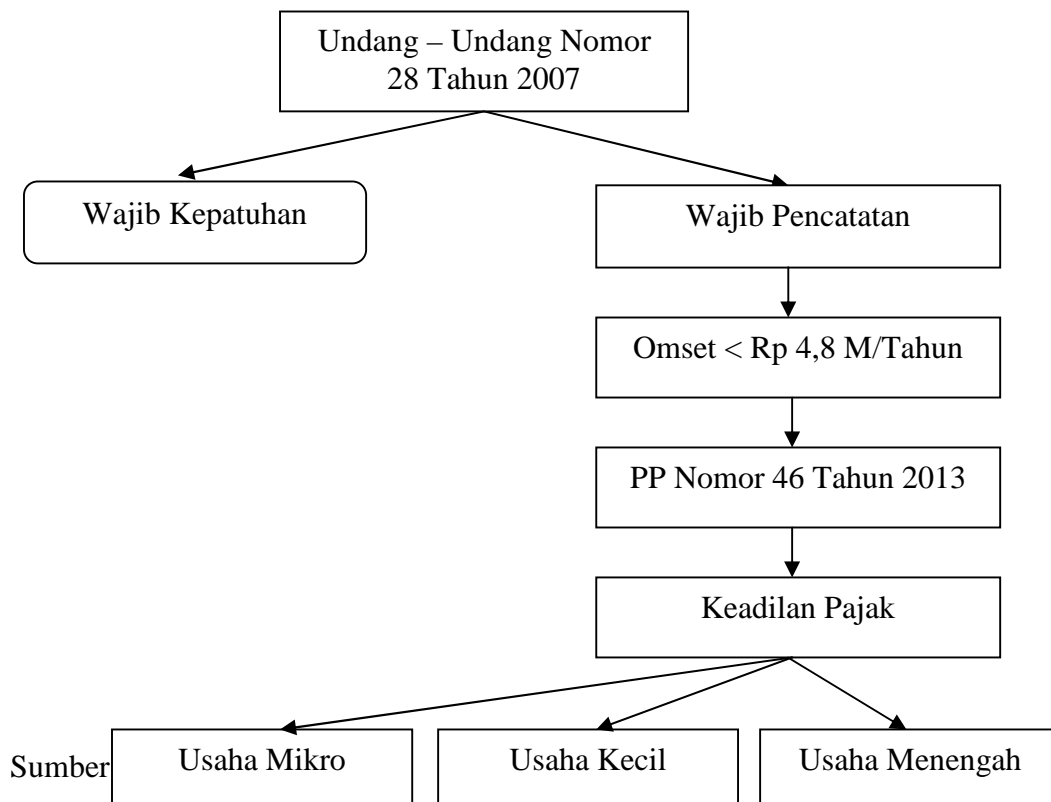 Undang – Undang Nomor
28 Tahun 2007
Wajib Kepatuhan
Wajib Pencatatan
Omset < Rp 4,8 M/Tahun
PP Nomor 46 Tahun 2013
Keadilan Pajak
Sumber
Usaha Mikro
Usaha Kecil
Usaha Menengah